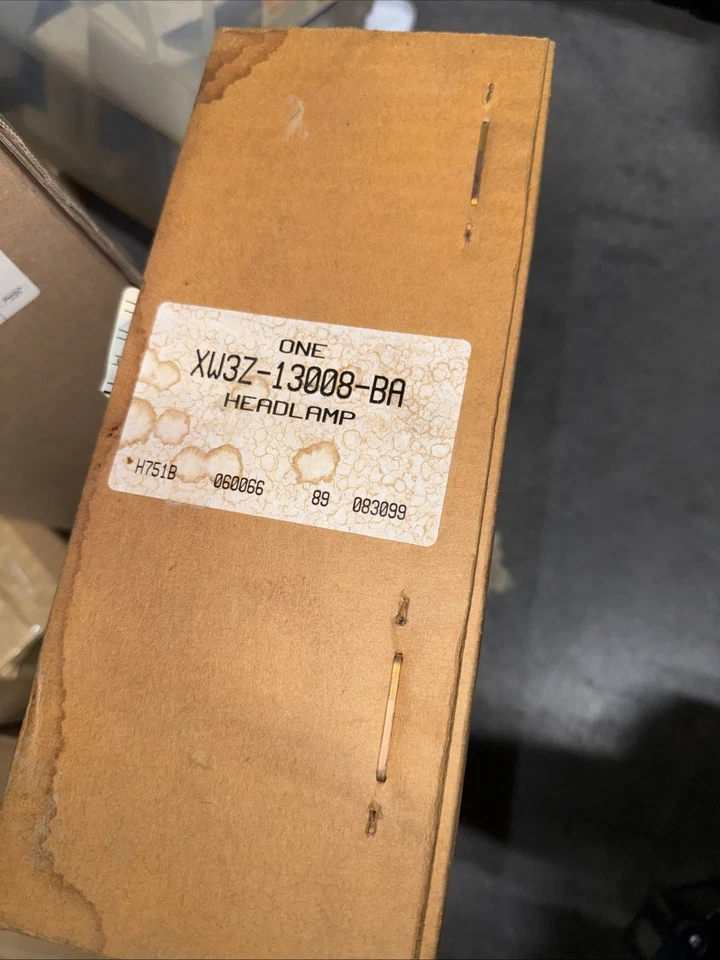 ONE
XW3Z-13008-BA
HEADLAMP
H751B 060066 89 083099